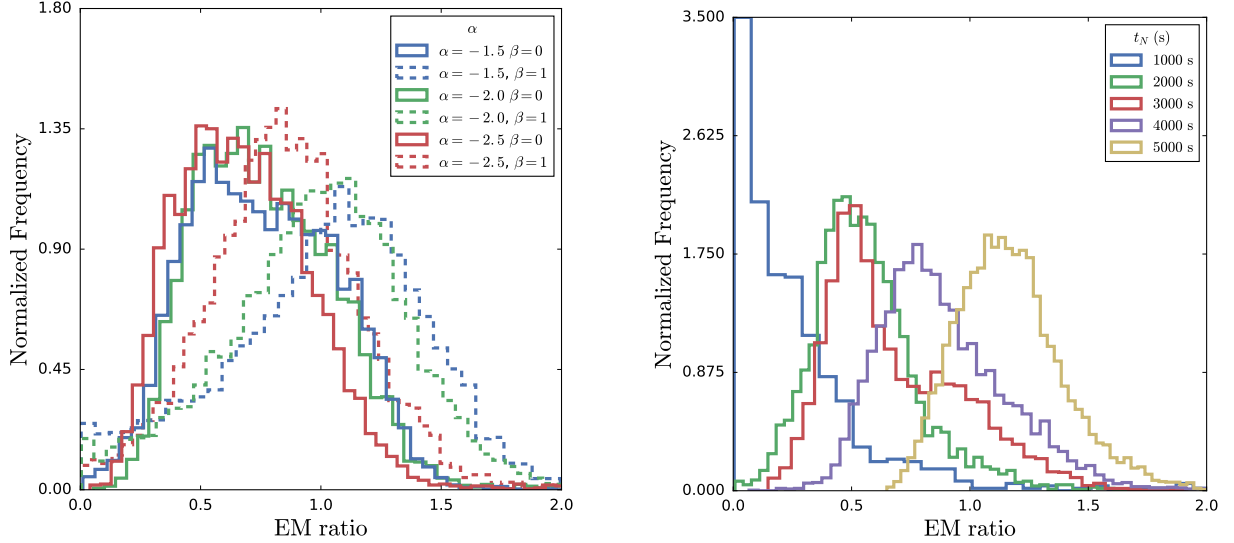 1.80
1.35
0.90
0.45
0.00
Normalized Frequency
0.0 0.5 1.0 1.5 2.0
EM ratio
α
α = −1.5 β = 0
α = −1.5, β = 1
α = −2.0 β = 0
α = −2.0, β = 1
α = −2.5 β = 0
α = −2.5, β = 1
3.500
2.625
1.750
0.875
0.000
Normalized Frequency
0.0 0.5 1.0 1.5 2.0
EM ratio
t_N (s)
1000 s
2000 s
3000 s
4000 s
5000 s